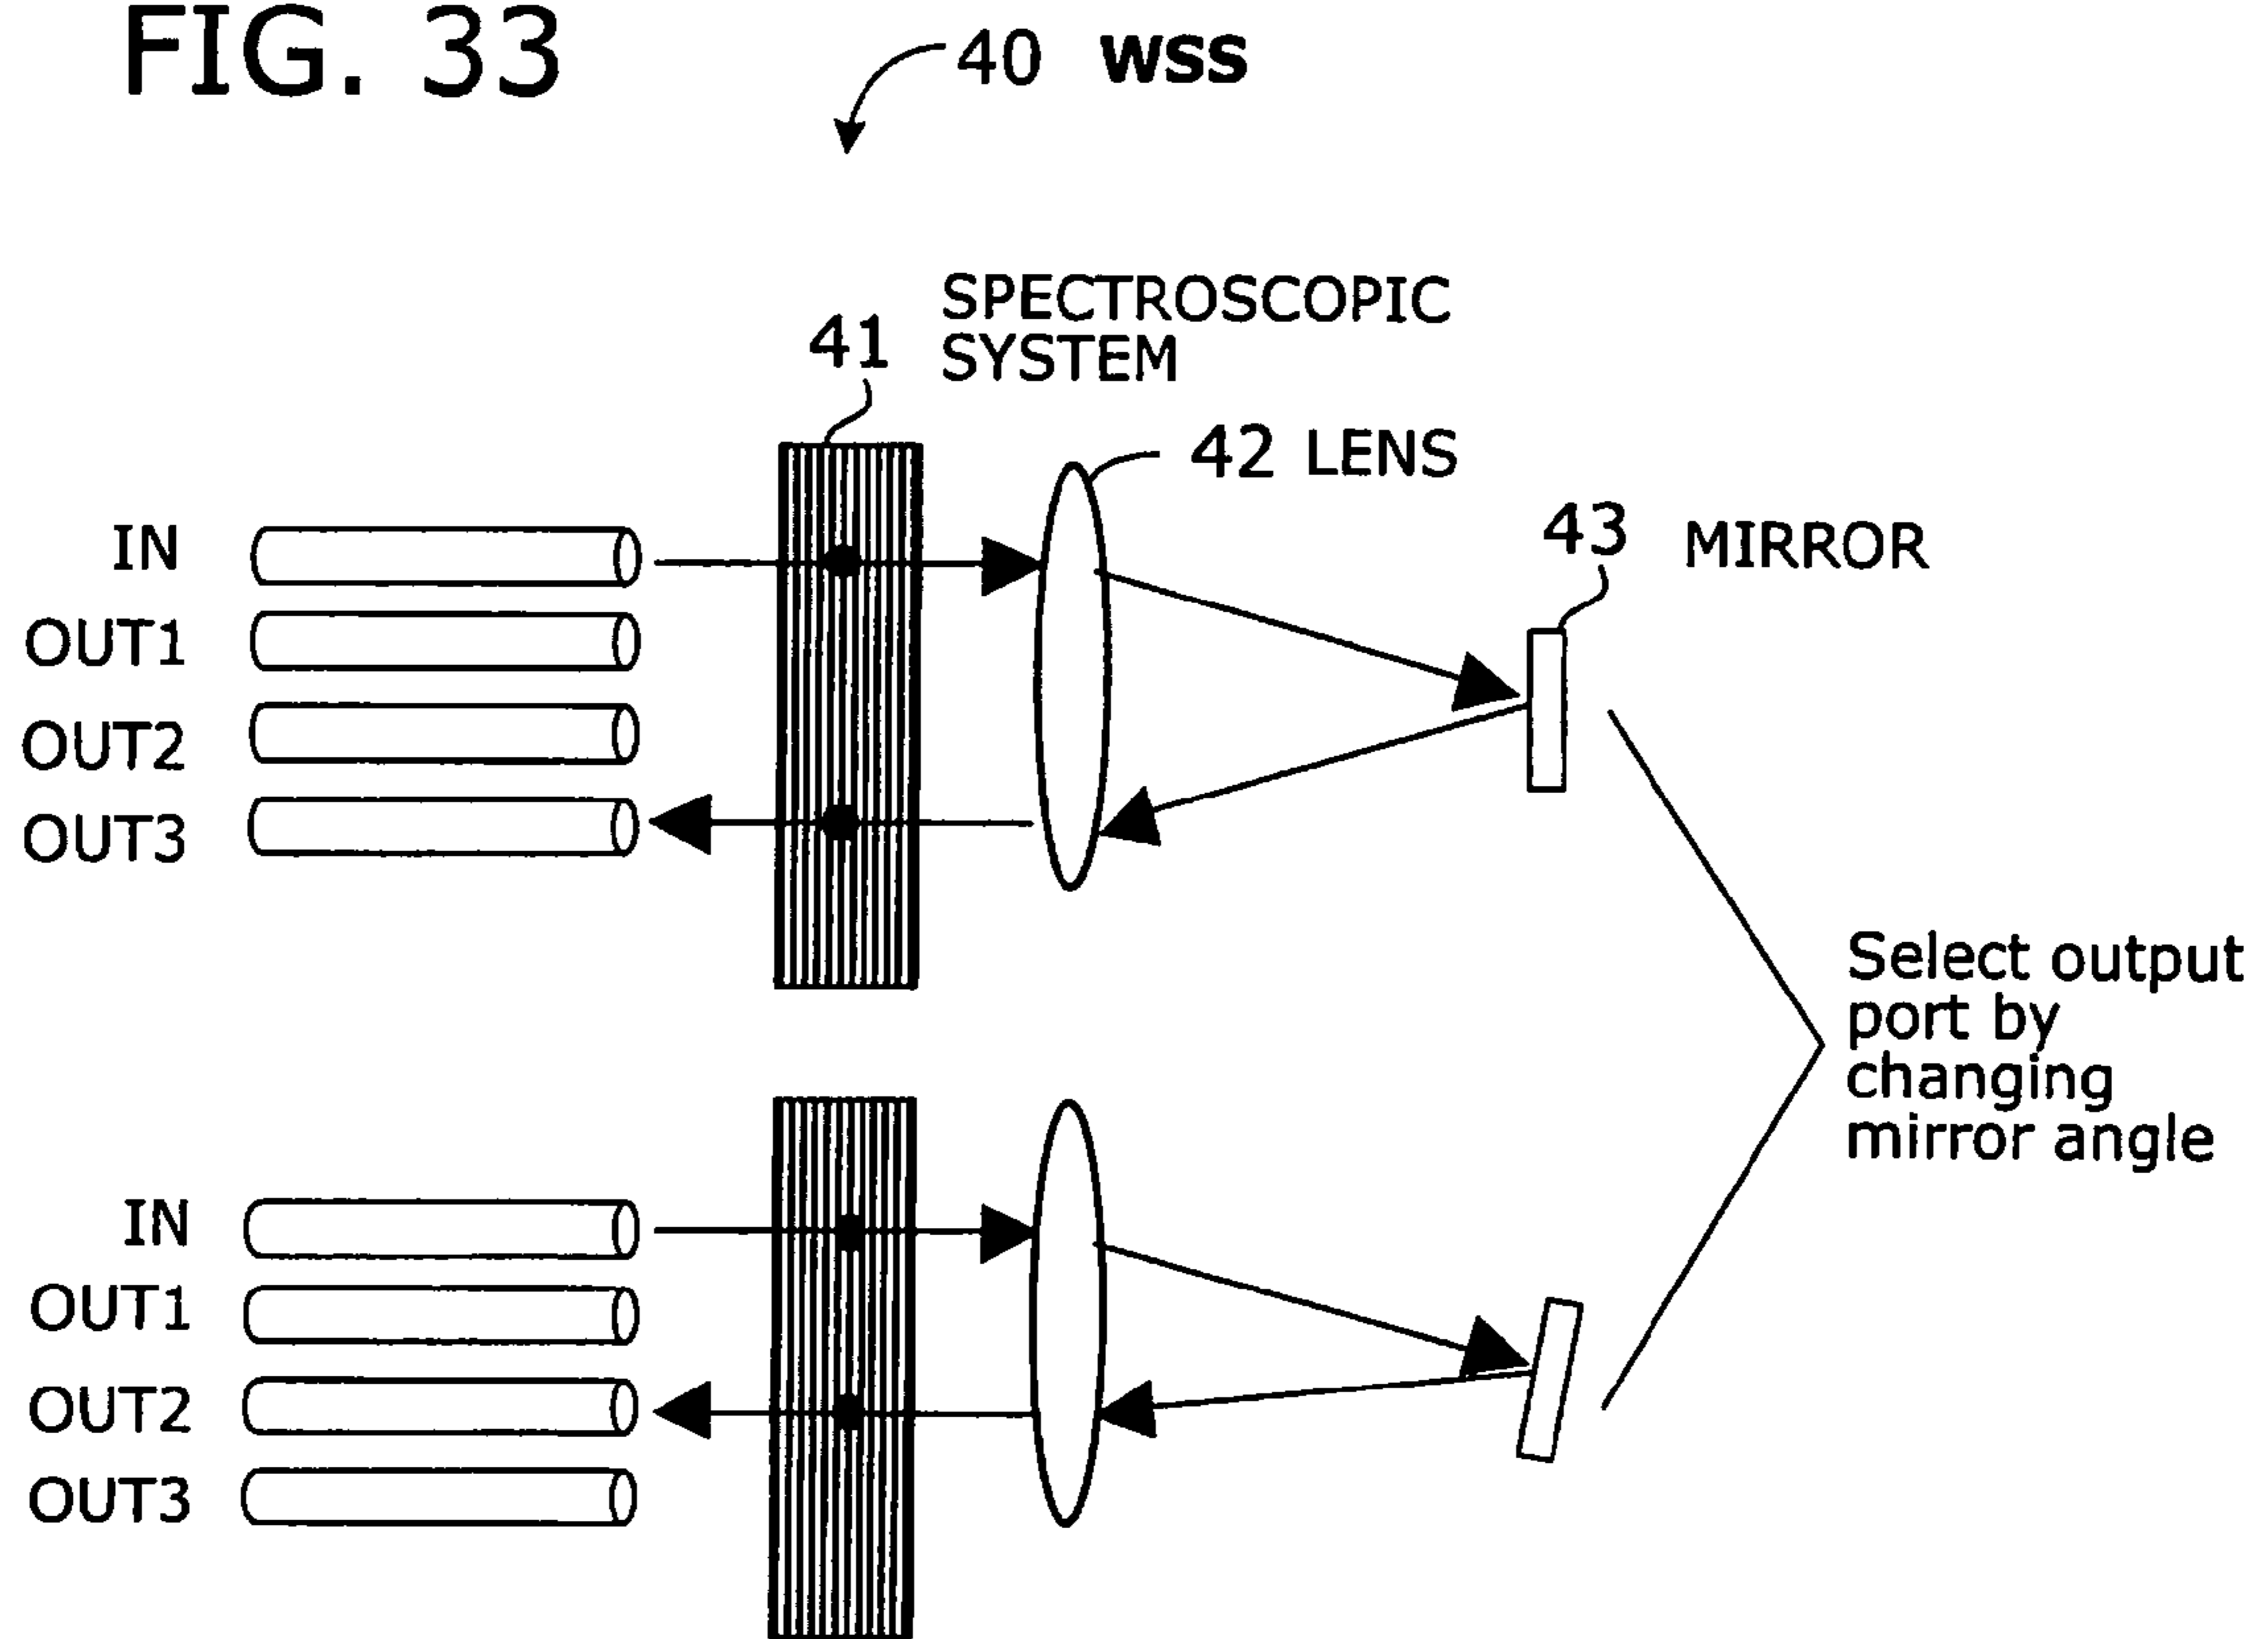 FIG. 33
40 WSS
41
SPECTROSCOPIC
SYSTEM
42 LENS
43 MIRROR
IN
OUT1
OUT2
OUT3
Select output
port by
changing
mirror angle
IN
OUT1
OUT2
OUT3